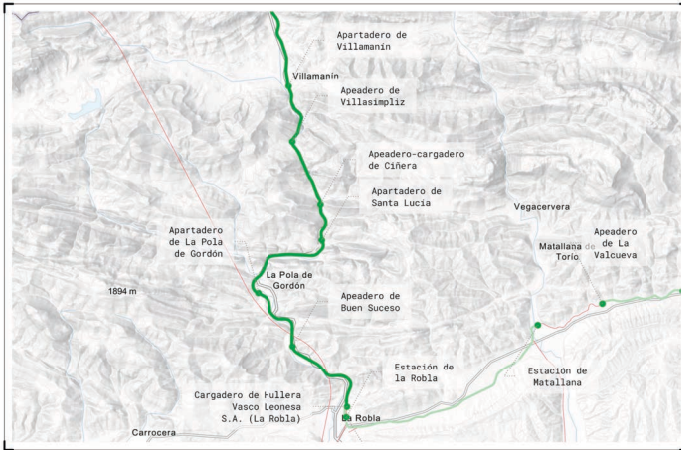 Apartadero de
Villamanín
Villamanín
Apeadero de
Villasimpliz
Apeadero-cargadero
de Ciñera
Apartadero de
Santa Lucía
Vegacervera
Apartadero
de La Pola
de Gordón
Matallana de
Torío
Apeadero
de La
Valcueva
La Pola de
Gordón
1894 m
Apeadero de
Buen Suceso
Estación de
la Robla
Estación de
Matallana
Cargadero de Hullera
Vasco Leonesa
S.A. (La Robla)
La Robla
Carrocera